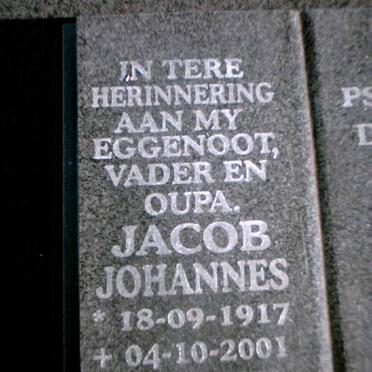 IN TERE
HERINNERING
AAN MY
EGGENOOT,
VADER EN
OUPA.
JACOB
JOHANNES
* 18-09-1917
+ 04-10-2001